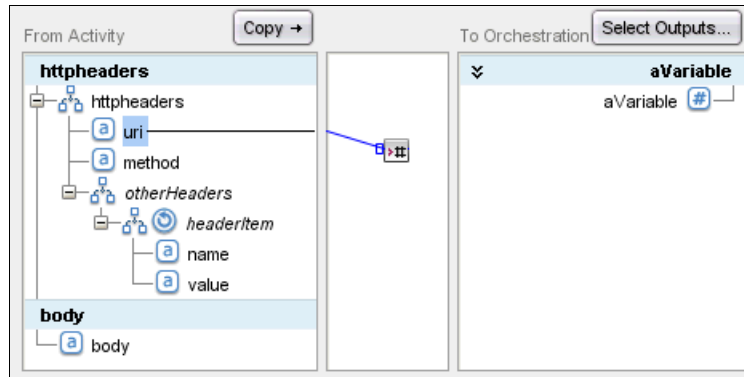 From Activity
Copy →
To Orchestration
Select Outputs...
httpheaders
httpheaders
a uri
a method
otherHeaders
headerItem
a name
a value
body
a body
>#
aVariable
aVariable #